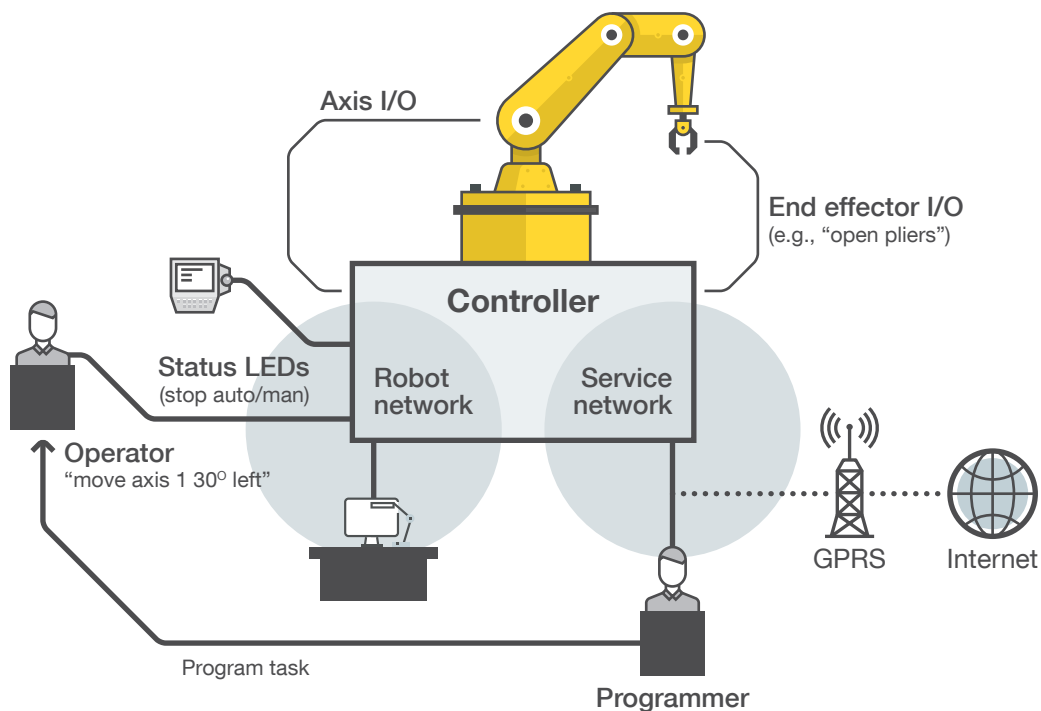 Axis I/O
End effector I/O
(e.g., “open pliers”)
Controller
Status LEDs
(stop auto/man)
Robot
network
Service
network
Operator
“move axis 1 30⁰ left”
GPRS
Internet
Program task
Programmer